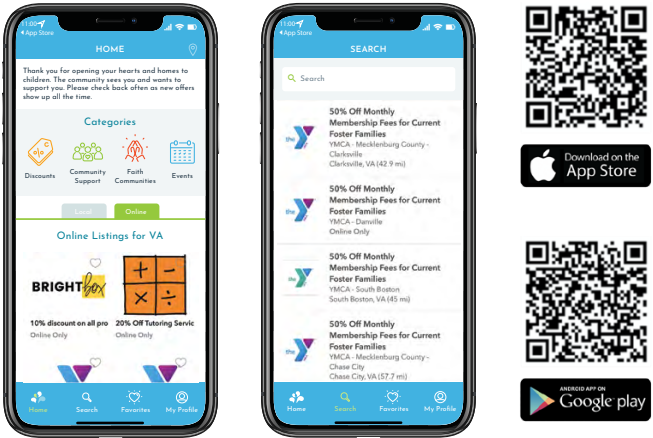 11:00
App Store
HOME
Thank you for opening your hearts and homes to
children. The community sees you and wants to
support you. Please check back often as new offers
show up all the time.
Categories
Discounts
Community
Support
Faith
Communities
Events
Local
Online
Online Listings for VA
BRIGHT box
+ −
× ÷
10% discount on all pro
Online Only
20% Off Tutoring Servic
Online Only
Home
Search
Favorites
My Profile
11:00
App Store
SEARCH
Search
the
50% Off Monthly
Membership Fees for Current
Foster Families
YMCA - Mecklenburg County -
Clarksville
Clarksville, VA (42.9 mi)
the
50% Off Monthly
Membership Fees for Current
Foster Families
YMCA - Danville
Online Only
the
50% Off Monthly
Membership Fees for Current
Foster Families
YMCA - South Boston
South Boston, VA (45 mi)
the
50% Off Monthly
Membership Fees for Current
Foster Families
YMCA - Mecklenburg County -
Chase City
Chase City, VA (57.7 mi)
Home
Search
Favorites
My Profile
Download on the
App Store
ANDROID APP ON
Google play